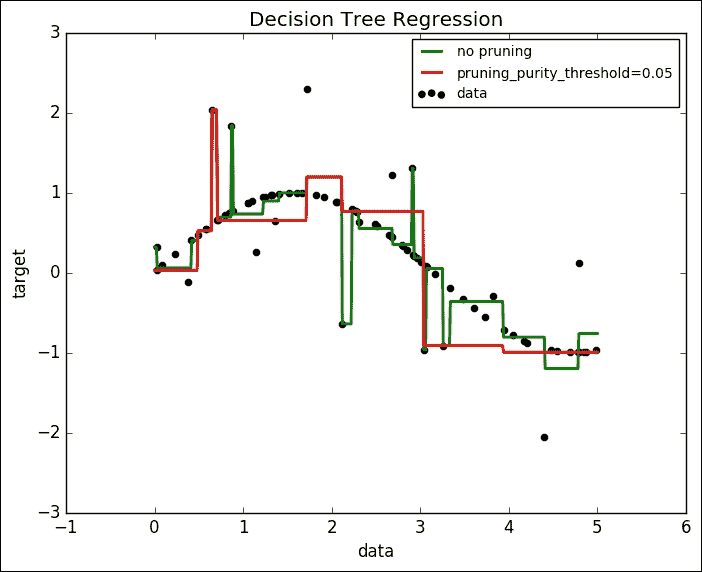 Decision Tree Regression
no pruning
pruning_purity_threshold=0.05
data
3
2
1
0
−1
−2
−3
target
−1
0
1
2
3
4
5
6
data